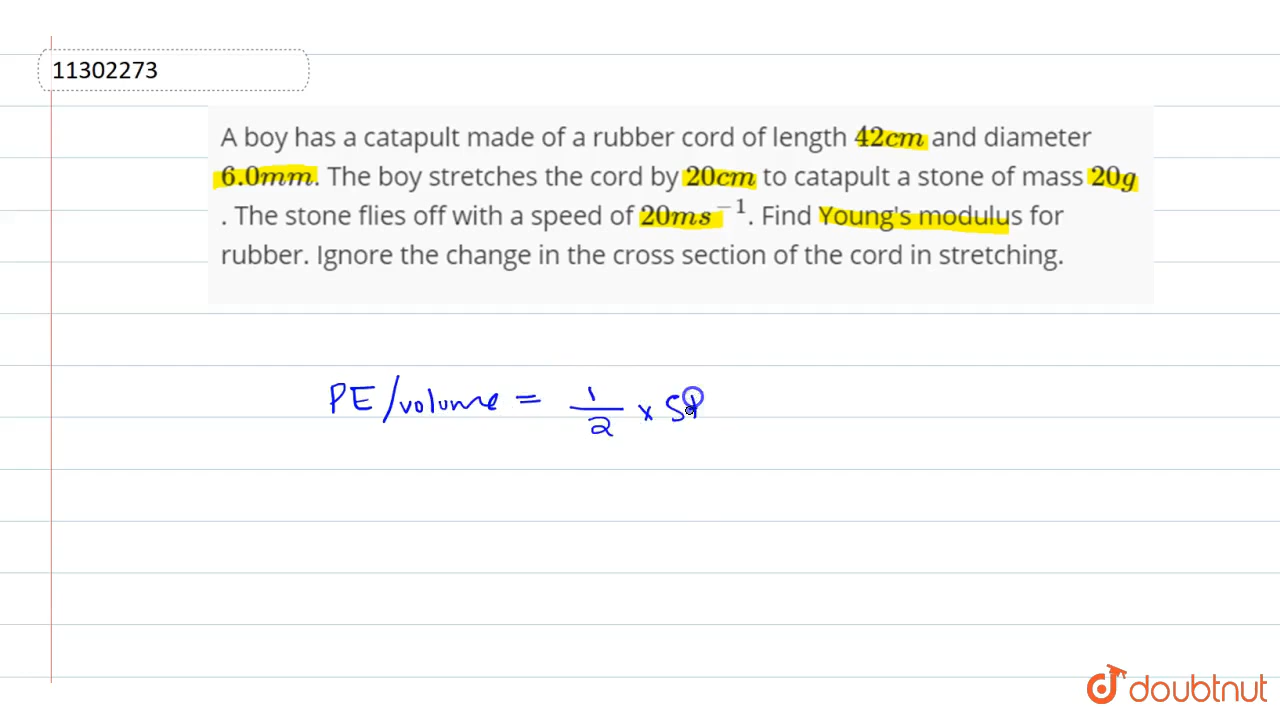 11302273
A boy has a catapult made of a rubber cord of length 42cm and diameter
6.0mm. The boy stretches the cord by 20cm to catapult a stone of mass 20g
. The stone flies off with a speed of 20ms⁻¹. Find Young's modulus for
rubber. Ignore the change in the cross section of the cord in stretching.
PE/volume = 1/2 x
doubtnut